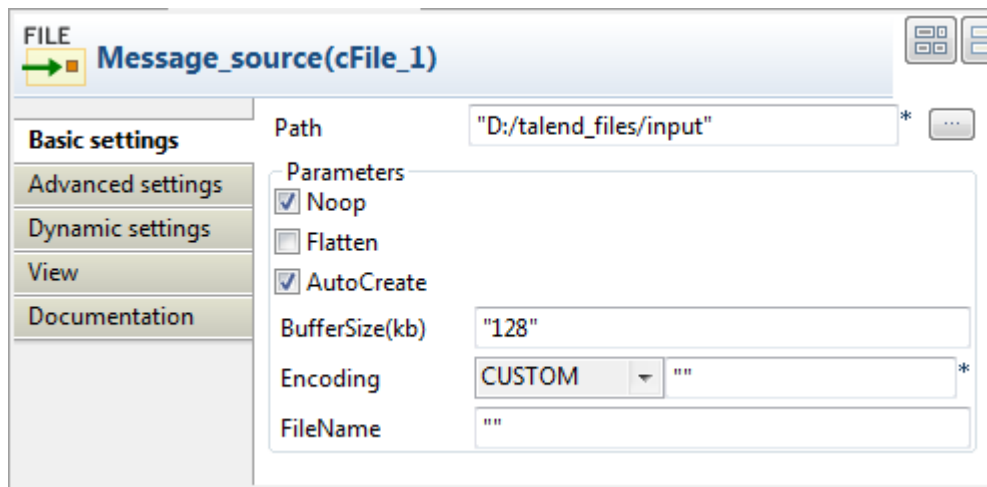 FILE
Message_source(cFile_1)
Basic settings
Advanced settings
Dynamic settings
View
Documentation
Path "D:/talend_files/input" * ...
Parameters
Noop
Flatten
AutoCreate
BufferSize(kb) "128"
Encoding CUSTOM "" *
FileName ""